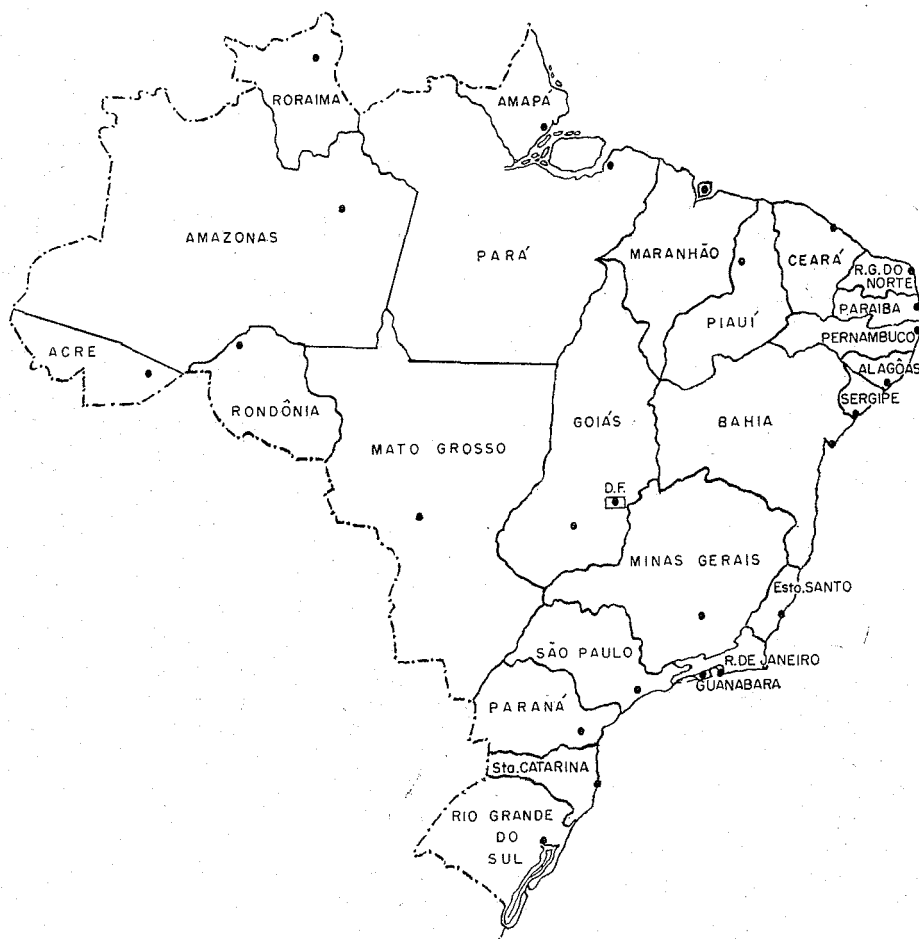 RORAIMA
AMAPÁ
AMAZONAS
PARÁ
MARANHÃO
CEARÁ
R.G. DO
NORTE
PARAIBA
PIAUÍ
PERNAMBUCO
ACRE
ALAGÔAS
SERGIPE
RONDÔNIA
GOIÁS
BAHIA
MATO GROSSO
D.F.
MINAS GERAIS
Esto. SANTO
SÃO PAULO
R. DE JANEIRO
GUANABARA
PARANÁ
Sta. CATARINA
RIO GRANDE
DO
SUL